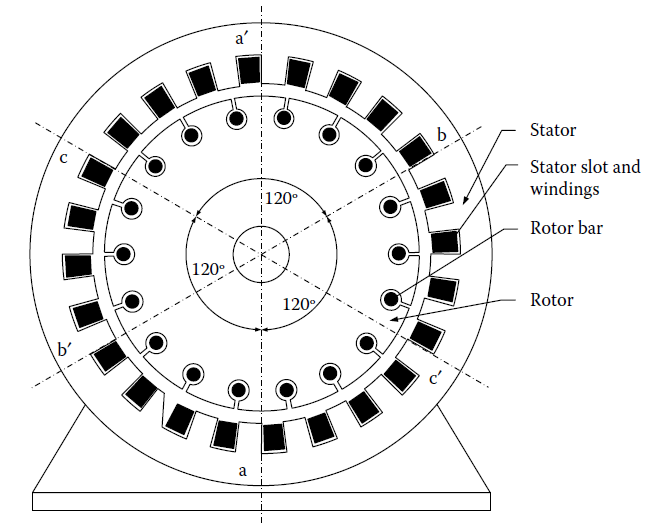 a′
b
c
Stator
Stator slot and
windings
120°
Rotor bar
120°
120°
Rotor
b′
c′
a